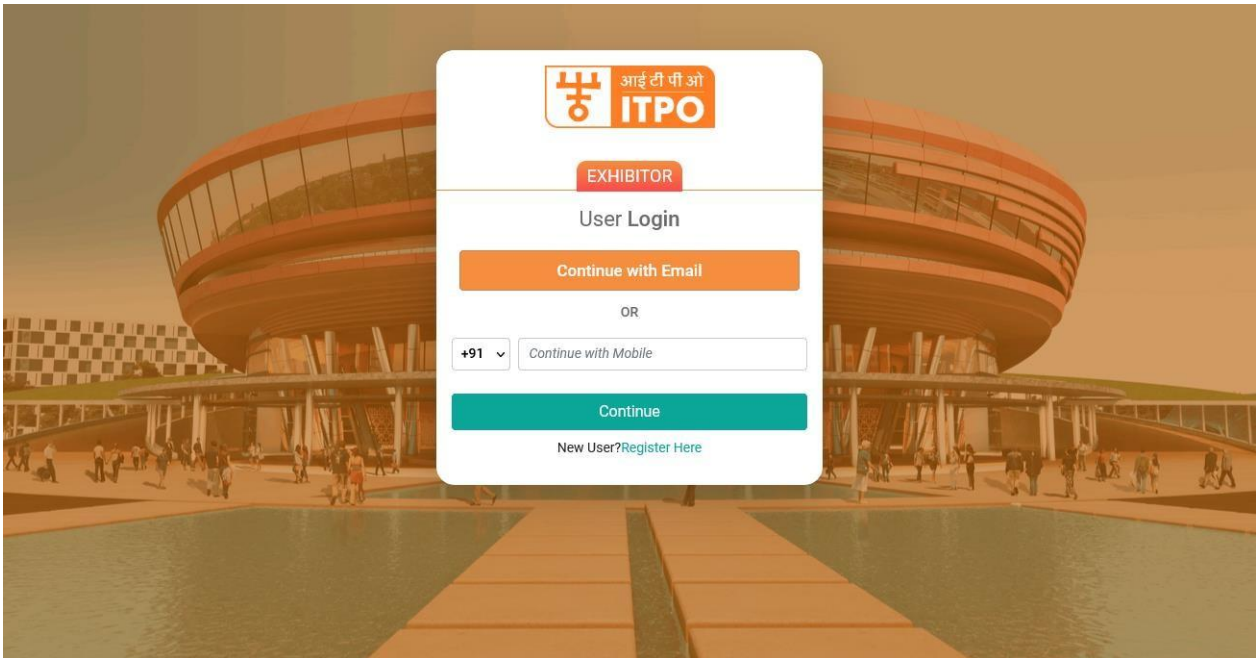 आई टी पी ओ
ITPO
EXHIBITOR
User Login
Continue with Email
OR
+91 Continue with Mobile
Continue
New User?Register Here